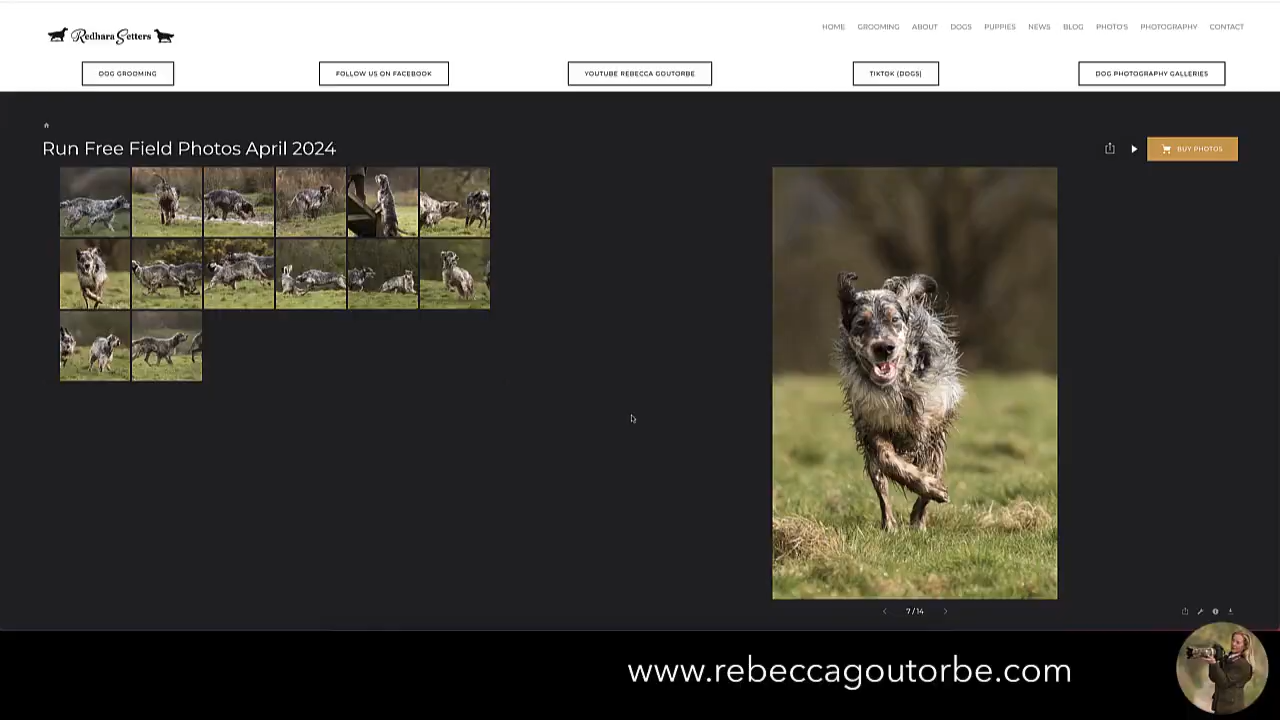 Redhara Setters
HOME GROOMING ABOUT DOGS PUPPIES NEWS BLOG PHOTO'S PHOTOGRAPHY CONTACT
DOG GROOMING
FOLLOW US ON FACEBOOK
YOUTUBE REBECCA GOUTORBE
TIKTOK (DOGS)
DOG PHOTOGRAPHY GALLERIES
Run Free Field Photos April 2024
BUY PHOTOS
7 / 14
www.rebeccagoutorbe.com